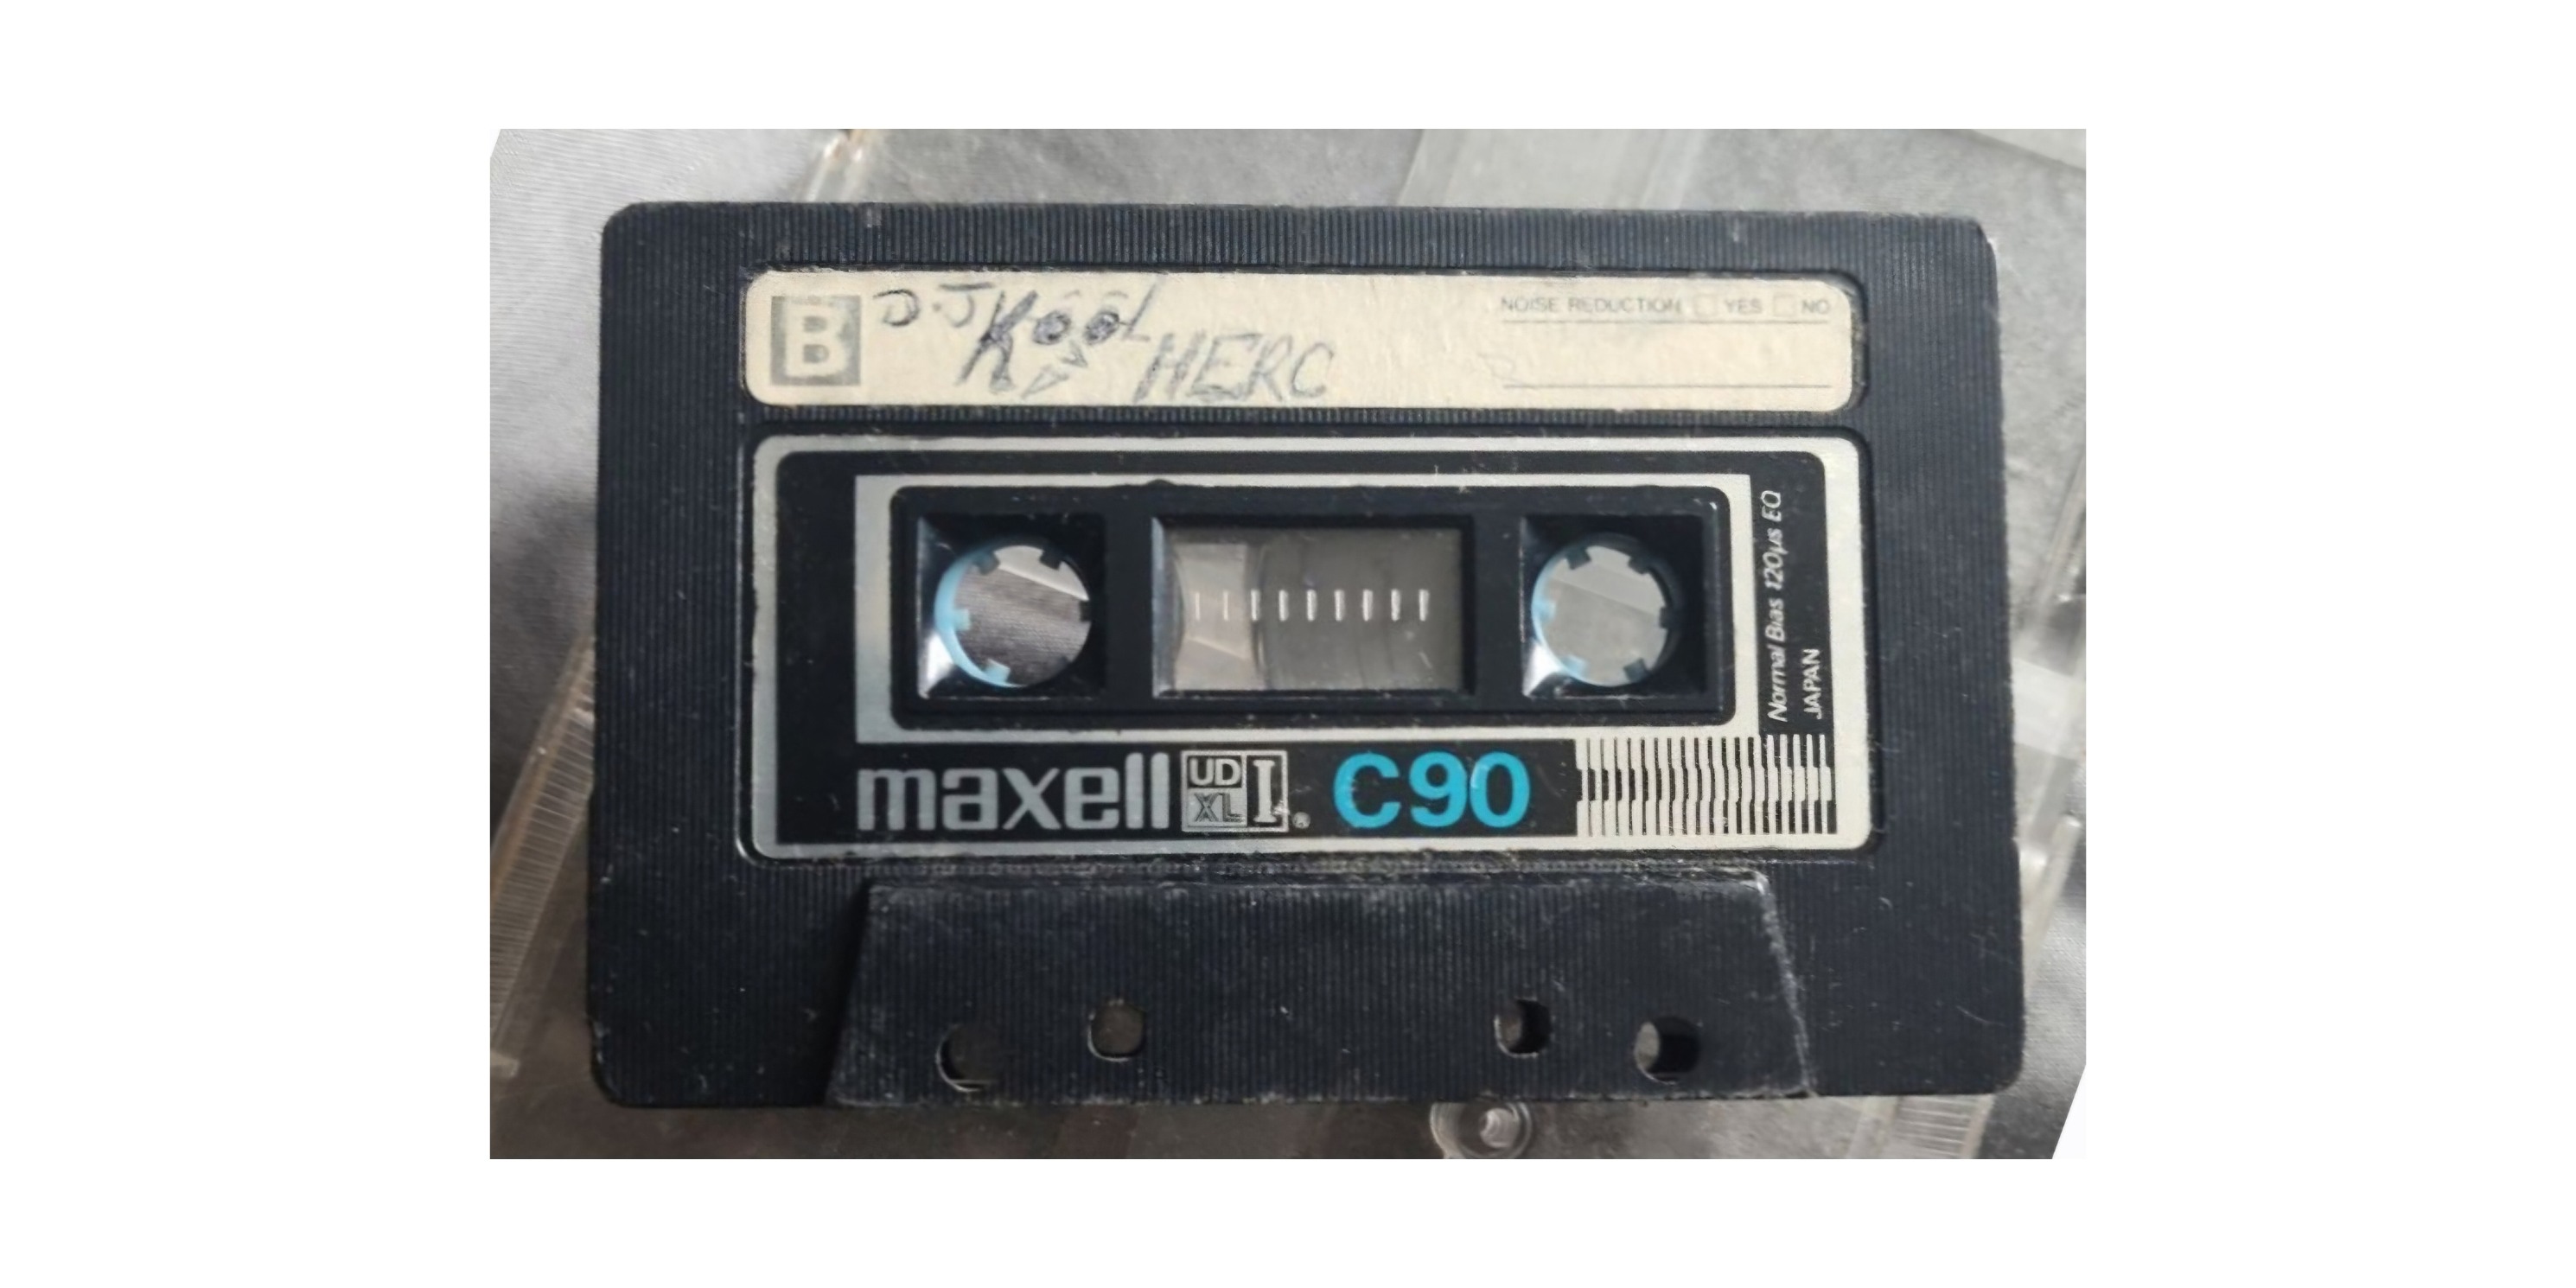 B D.J KOOL HERC
NOISE REDUCTION YES NO
Normal Bias 120µs EQ
JAPAN
maxell UD XL I ® C90